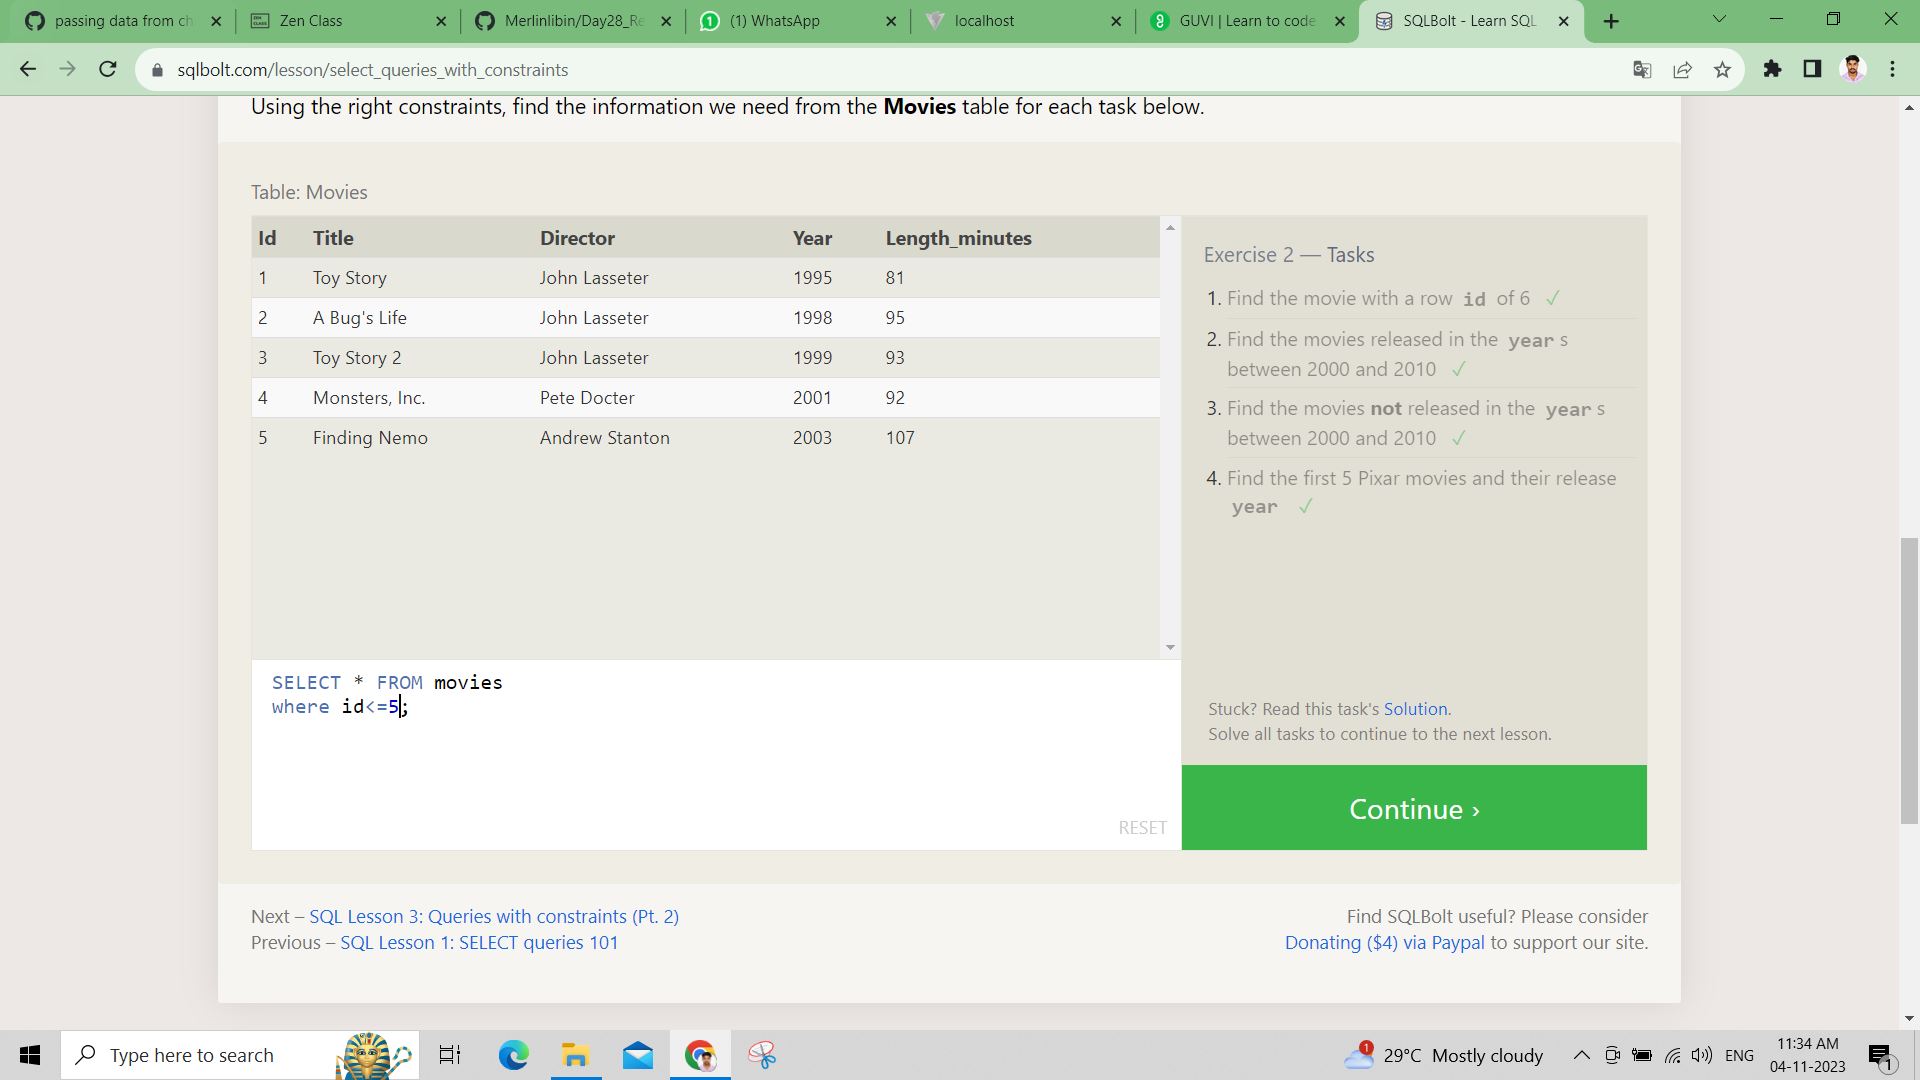 passing data from ch
Zen Class
Merlinlibin/Day28_Re
(1) WhatsApp
localhost
GUVI | Learn to code
SQLBolt - Learn SQL
sqlbolt.com/lesson/select_queries_with_constraints
Using the right constraints, find the information we need from the Movies table for each task below.
Table: Movies
Id Title Director Year Length_minutes
1 Toy Story John Lasseter 1995 81
2 A Bug's Life John Lasseter 1998 95
3 Toy Story 2 John Lasseter 1999 93
4 Monsters, Inc. Pete Docter 2001 92
5 Finding Nemo Andrew Stanton 2003 107
SELECT * FROM movies
where id<=5;
RESET
Exercise 2 — Tasks
1. Find the movie with a row id of 6 ✓
2. Find the movies released in the year s
between 2000 and 2010 ✓
3. Find the movies not released in the year s
between 2000 and 2010 ✓
4. Find the first 5 Pixar movies and their release
year ✓
Stuck? Read this task's Solution.
Solve all tasks to continue to the next lesson.
Continue ›
Next – SQL Lesson 3: Queries with constraints (Pt. 2)
Previous – SQL Lesson 1: SELECT queries 101
Find SQLBolt useful? Please consider
Donating ($4) via Paypal to support our site.
Type here to search
1
29°C Mostly cloudy
ENG
11:34 AM
04-11-2023
1